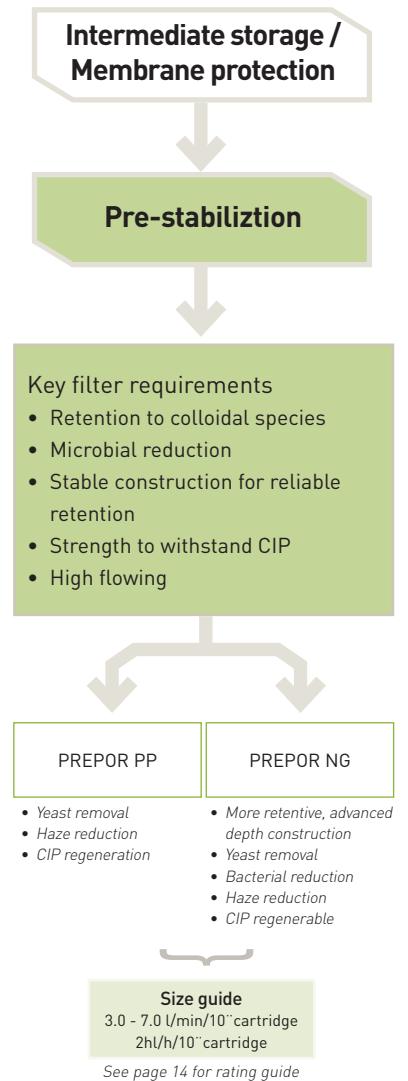 Intermediate storage /
Membrane protection
Pre-stabiliztion
Key filter requirements
• Retention to colloidal species
• Microbial reduction
• Stable construction for reliable
retention
• Strength to withstand CIP
• High flowing
PREPOR PP
• Yeast removal
• Haze reduction
• CIP regeneration
PREPOR NG
• More retentive, advanced
depth construction
• Yeast removal
• Bacterial reduction
• Haze reduction
• CIP regenerable
Size guide
3.0 - 7.0 l/min/10¨cartridge
2hl/h/10¨cartridge
See page 14 for rating guide